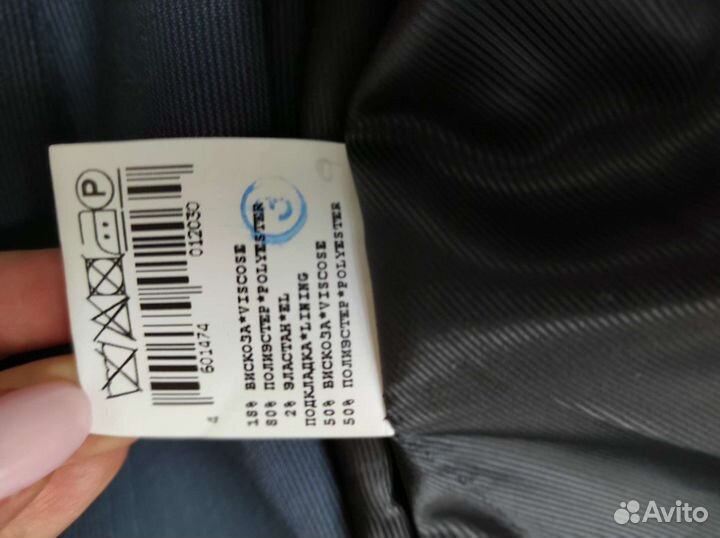 P
4 601474 012030
18% ВИСКОЗА*VISCOSE
80% ПОЛИЭСТЕР*POLYESTER
2% ЭЛАСТАН*EL
ПОДКЛАДКА*LINING
50% ВИСКОЗА*VISCOSE
50% ПОЛИЭСТЕР*POLYESTER
Avito